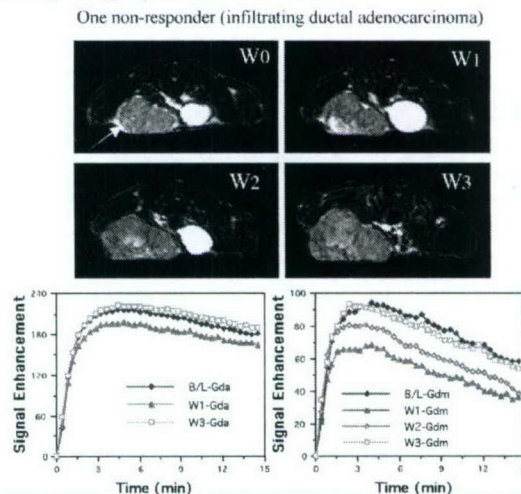 One non-responder (infiltrating ductal adenocarcinoma)
W0
W1
W2
W3
Signal Enhancement
240
180
120
60
0
B/L-Gda
W1-Gda
W3-Gda
0 3 6 9 12 15
Time (min)
Signal Enhancement
100
80
60
40
20
0
B/L-Gdm
W1-Gdm
W2-Gdm
W3-Gdm
0 3 6 9 12 15
Time (min)